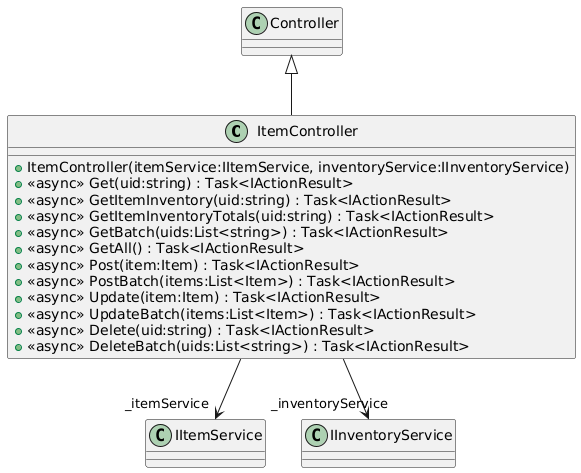 C Controller
C ItemController
ItemController(itemService:IItemService, inventoryService:IInventoryService)
«async» Get(uid:string) : Task<IActionResult>
«async» GetItemInventory(uid:string) : Task<IActionResult>
«async» GetItemInventoryTotals(uid:string) : Task<IActionResult>
«async» GetBatch(uids:List<string>) : Task<IActionResult>
«async» GetAll() : Task<IActionResult>
«async» Post(item:Item) : Task<IActionResult>
«async» PostBatch(items:List<Item>) : Task<IActionResult>
«async» Update(item:Item) : Task<IActionResult>
«async» UpdateBatch(items:List<Item>) : Task<IActionResult>
«async» Delete(uid:string) : Task<IActionResult>
«async» DeleteBatch(uids:List<string>) : Task<IActionResult>
_itemService
_inventoryService
C IItemService
C IInventoryService